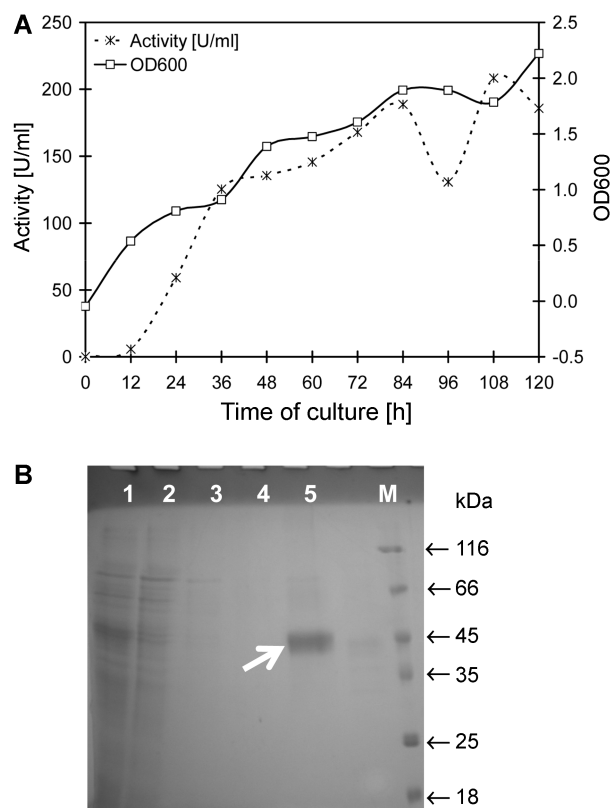 A
Activity [U/ml]
OD600
250
200
150
100
50
0
Activity [U/ml]
2.5
2.0
1.5
1.0
0.5
0.0
-0.5
OD600
0 12 24 36 48 60 72 84 96 108 120
Time of culture [h]
B
1 2 3 4 5 M kDa
← 116
← 66
← 45
← 35
← 25
← 18